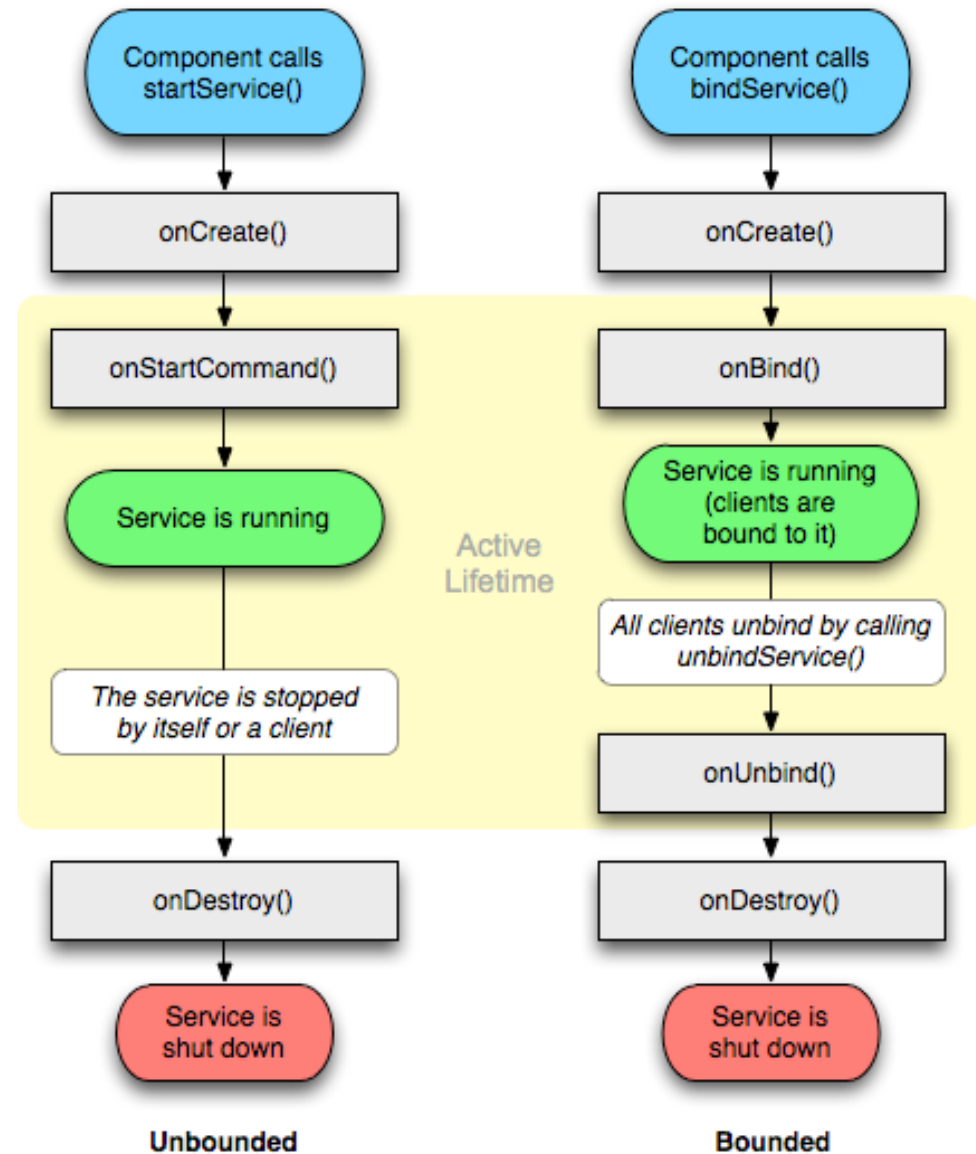 Component calls
startService()
onCreate()
onStartCommand()
Service is running
The service is stopped
by itself or a client
onDestroy()
Service is
shut down
Unbounded
Active
Lifetime
Component calls
bindService()
onCreate()
onBind()
Service is running
(clients are
bound to it)
All clients unbind by calling
unbindService()
onUnbind()
onDestroy()
Service is
shut down
Bounded